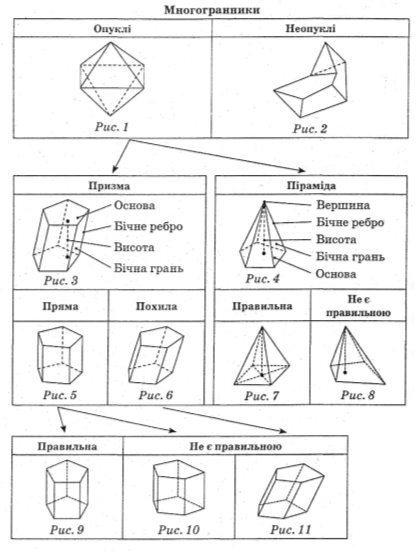 Многогранники
Опуклі
Неопуклі
Рис. 1
Рис. 2
Призма
Піраміда
Основа
Бічне ребро
Висота
Бічна грань
Рис. 3
Вершина
Бічне ребро
Висота
Бічна грань
Основа
Рис. 4
Пряма
Похила
Правильна
Не є
правильною
Рис. 5
Рис. 6
Рис. 7
Рис. 8
Правильна
Не є правильною
Рис. 9
Рис. 10
Рис. 11